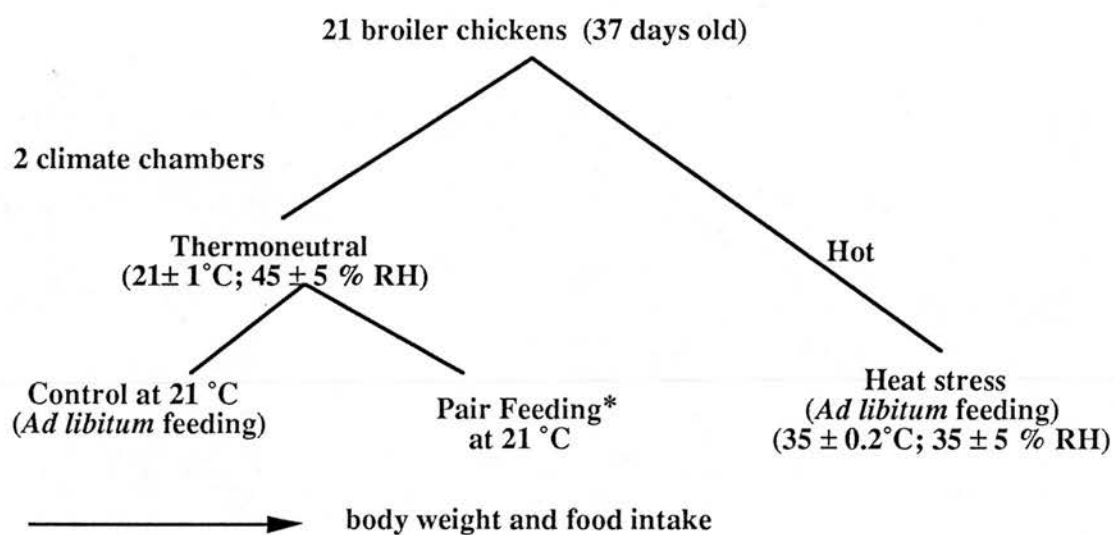 21 broiler chickens (37 days old)
2 climate chambers
Thermoneutral
(21± 1°C; 45 ± 5 % RH)
Hot
Control at 21 °C
(Ad libitum feeding)
Pair Feeding*
at 21 °C
Heat stress
(Ad libitum feeding)
(35 ± 0.2°C; 35 ± 5 % RH)
body weight and food intake